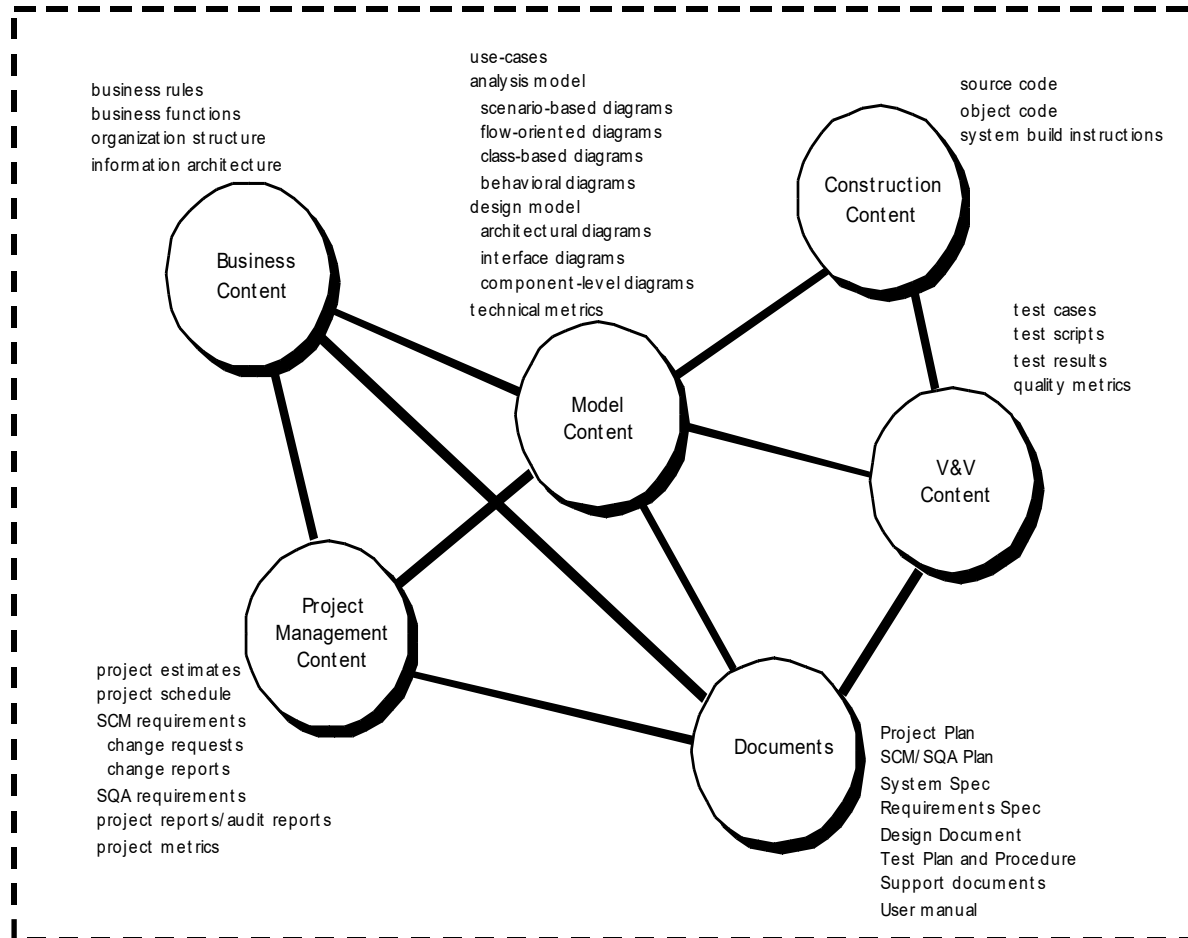 business rules
business functions
organization structure
information architecture
Business
Content
use-cases
analysis model
scenario-based diagrams
flow-oriented diagrams
class-based diagrams
behavioral diagrams
design model
architectural diagrams
interface diagrams
component-level diagrams
technical metrics
Model
Content
source code
object code
system build instructions
Construction
Content
test cases
test scripts
test results
quality metrics
V&V
Content
Project
Management
Content
project estimates
project schedule
SCM requirements
change requests
change reports
SQA requirements
project reports/audit reports
project metrics
Documents
Project Plan
SCM/SQA Plan
System Spec
Requirements Spec
Design Document
Test Plan and Procedure
Support documents
User manual